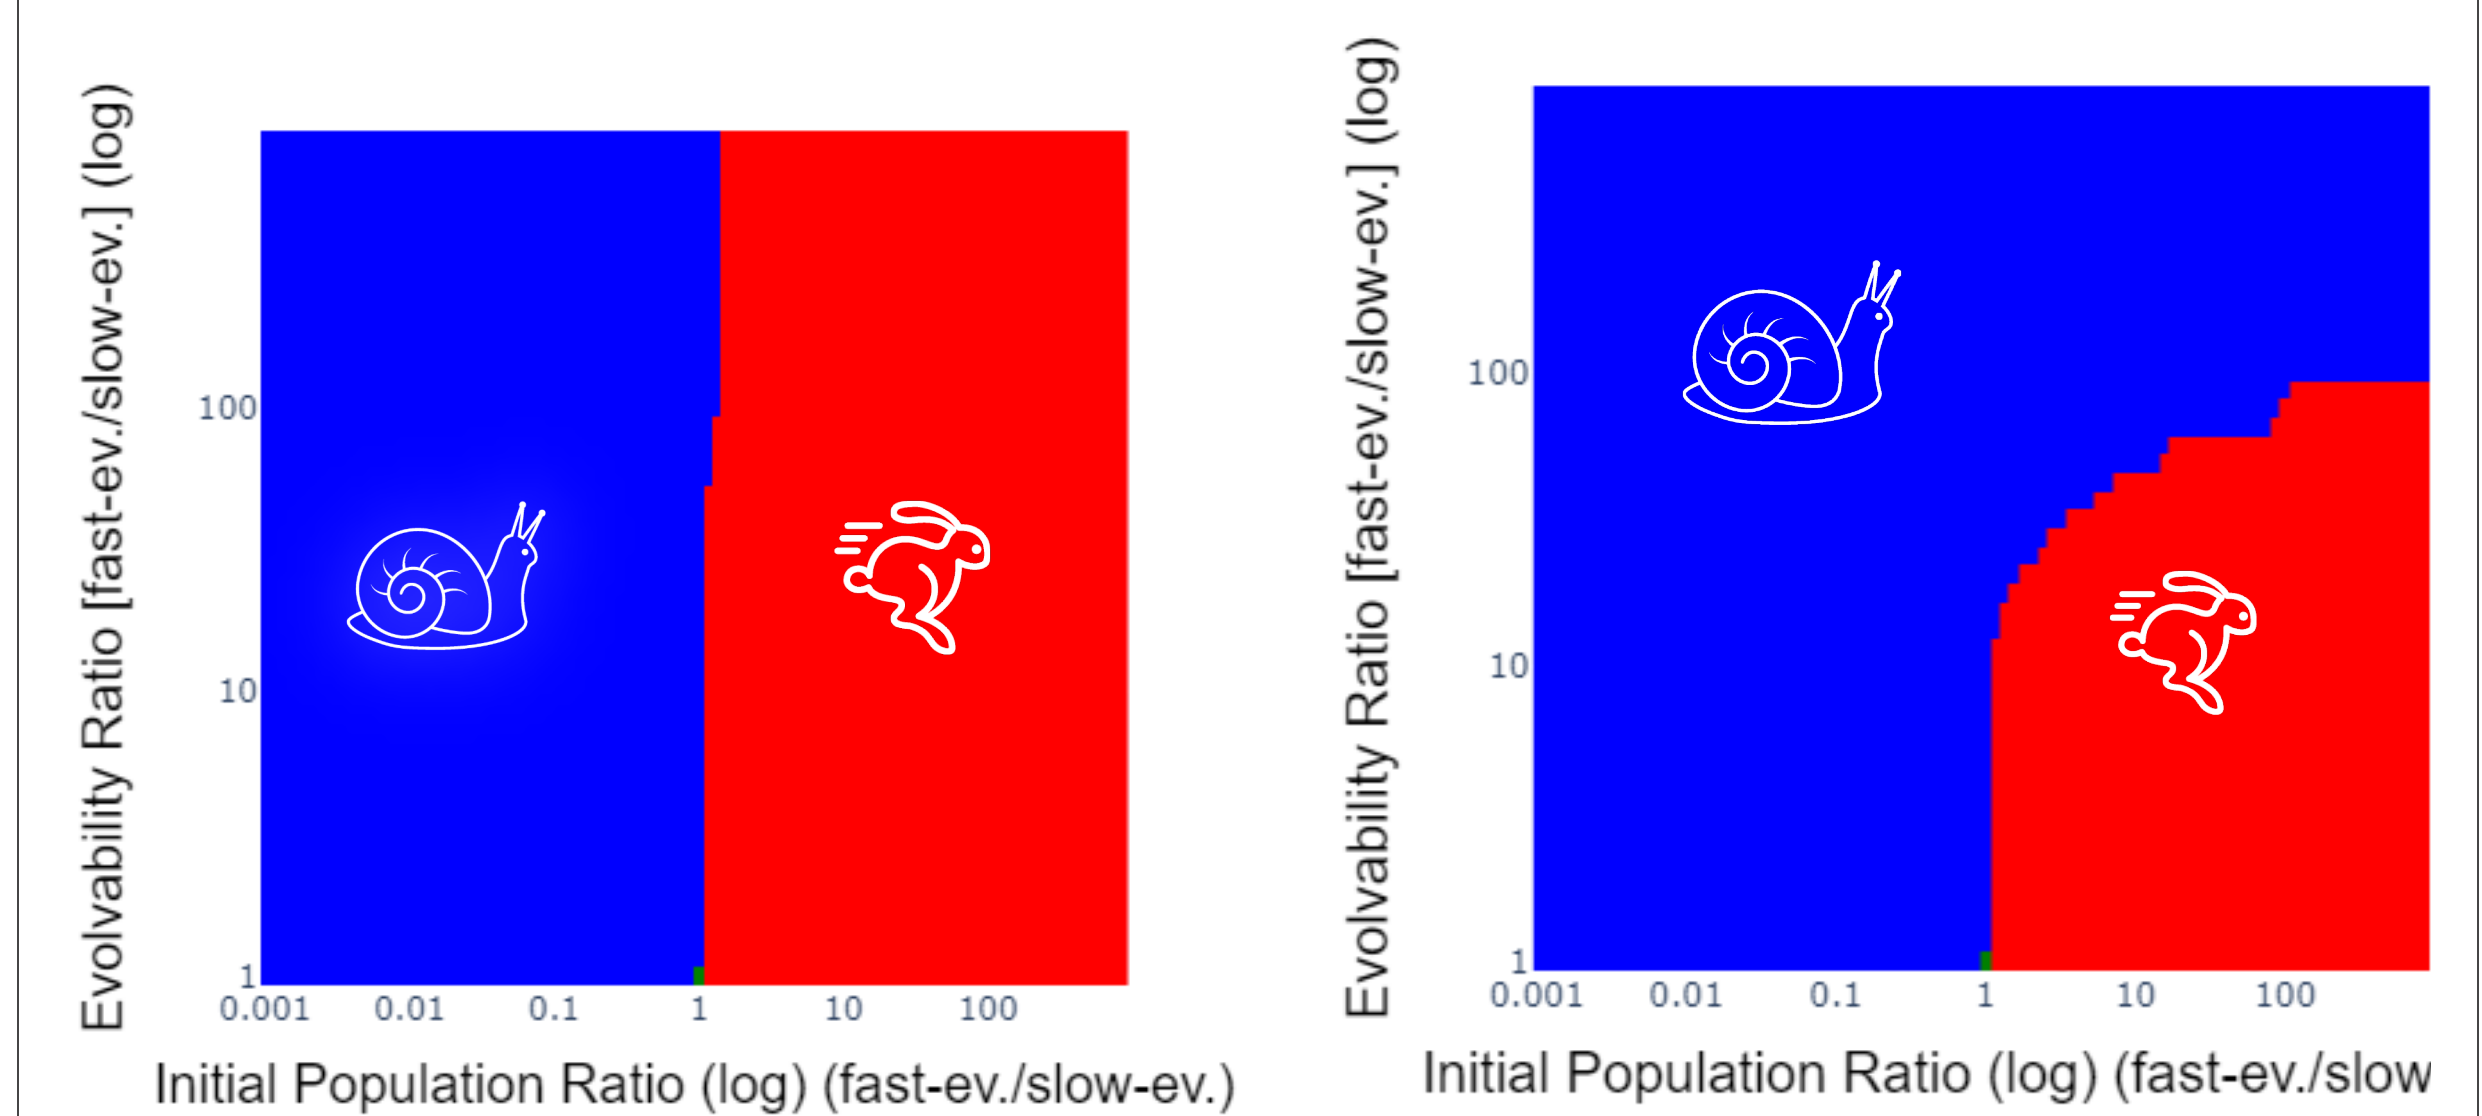 Evolvability Ratio [fast-ev./slow-ev.] (log)
100
10
1
0.001 0.01 0.1 1 10 100
Initial Population Ratio (log) (fast-ev./slow-ev.)
Evolvability Ratio [fast-ev./slow-ev.] (log)
100
10
1
0.001 0.01 0.1 1 10 100
Initial Population Ratio (log) (fast-ev./slow